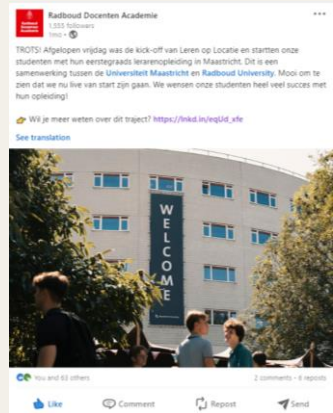 Radboud Docenten Academie
Radboud Docenten Academie
1,555 followers
1mo
TROTS! Afgelopen vrijdag was de kick-off van Leren op Locatie en startten onze
studenten met hun eerstegraads lerarenopleiding in Maastricht. Dit is een
samenwerking tussen de Universiteit Maastricht en Radboud University. Mooi om te
zien dat we nu live van start zijn gaan. We wensen onze studenten heel veel succes met
hun opleiding!
👉 Wil je meer weten over dit traject? https://lnkd.in/eqUd_xfe
See translation
WELCOME
You and 63 others
2 comments · 6 reposts
Like
Comment
Repost
Send